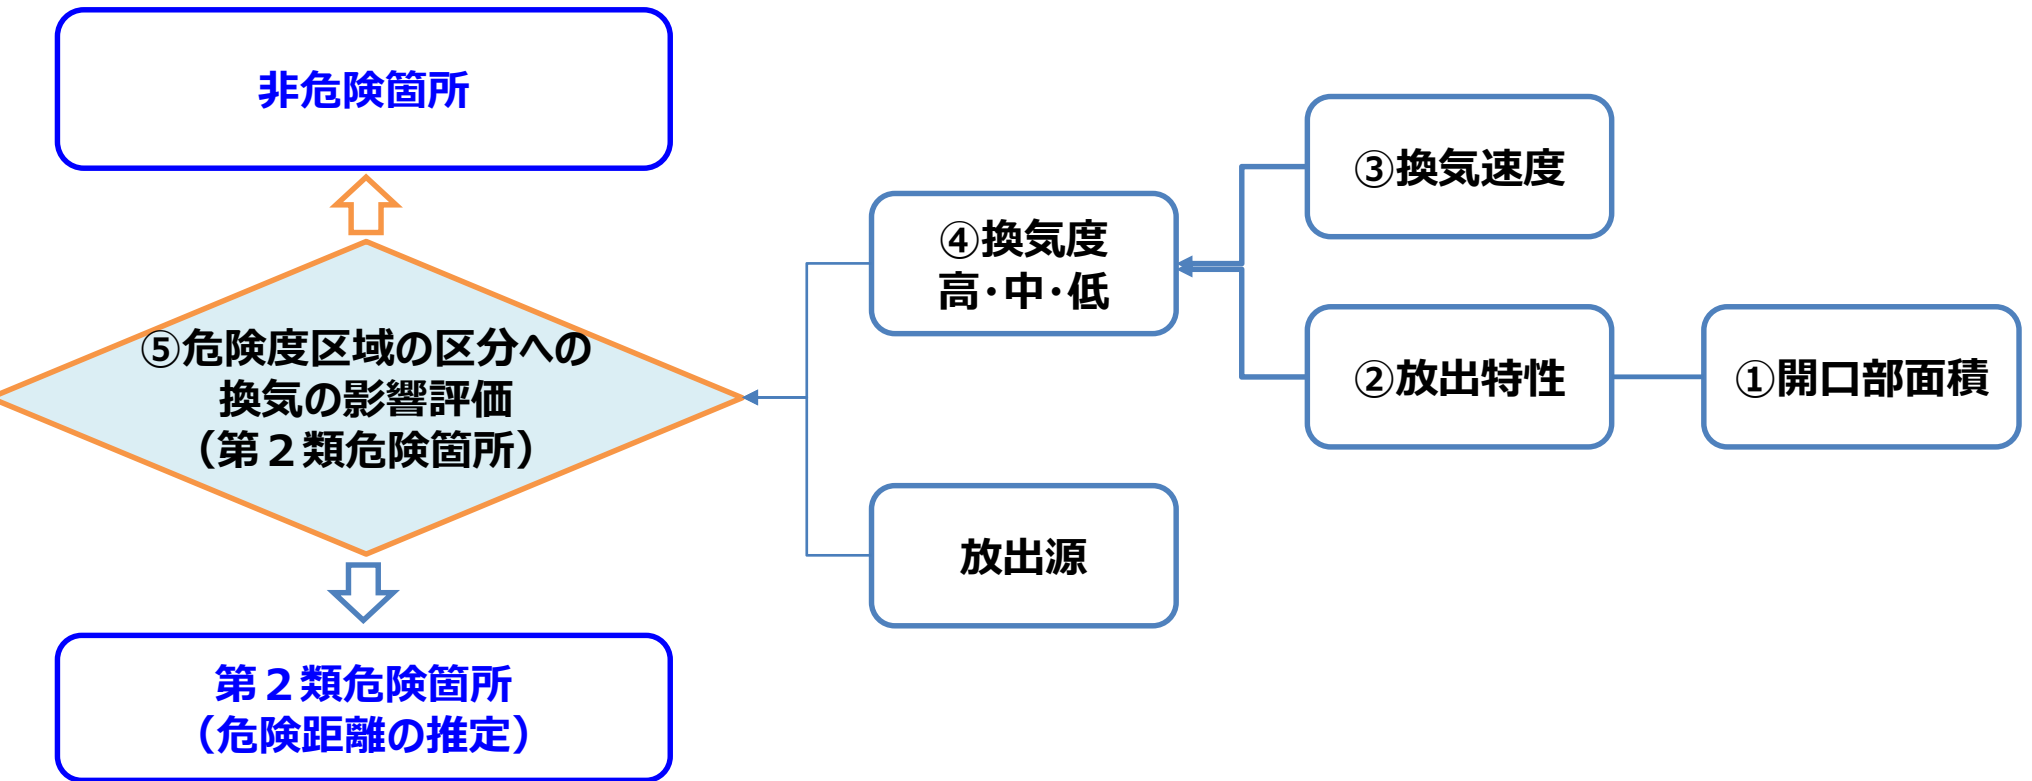 非危険箇所
③換気速度
④換気度
高･中･低
⑤危険度区域の区分への
換気の影響評価
（第２類危険箇所）
②放出特性
①開口部面積
放出源
第２類危険箇所
（危険距離の推定）